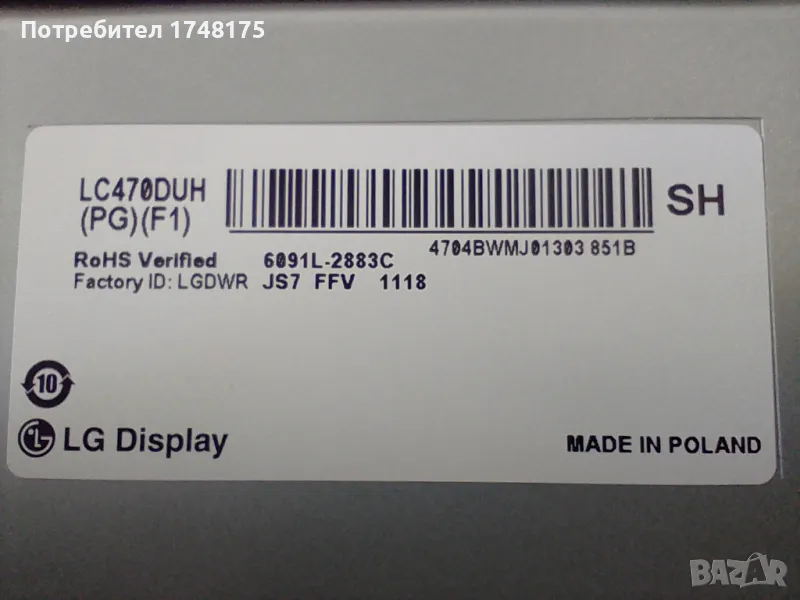 Потребител 1748175
LC470DUH
(PG)(F1)
SH
4704BWMJ01303 851B
RoHS Verified 6091L-2883C
Factory ID: LGDWR JS7 FFV 1118
10
LG Display
MADE IN POLAND
BAZAR